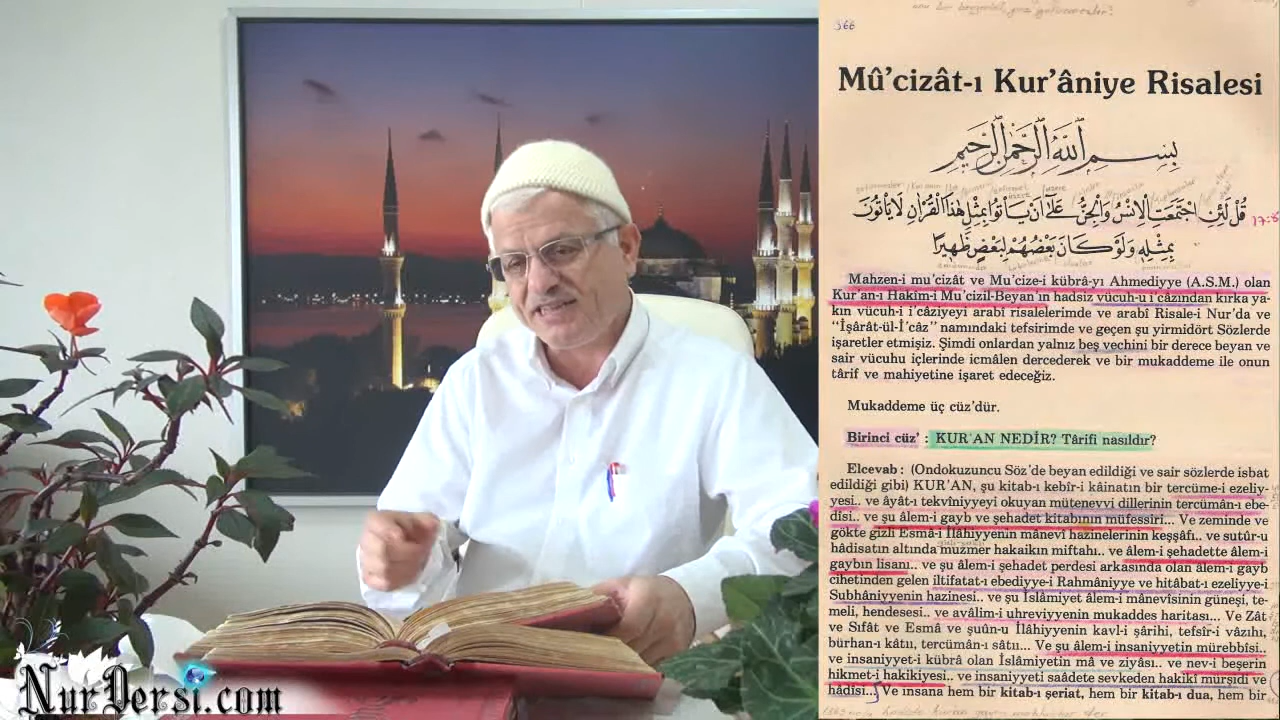 366
Mû'cizât-ı Kur'âniye Risalesi
بِسْمِ اللّٰهِ الرَّحْمٰنِ الرَّحِيمِ
قُلْ لَئِنِ اجْتَمَعَتِ الْاِنْسُ وَالْجِنُّ عَلٰٓى اَنْ يَاْتُوا بِمِثْلِ هٰذَا الْقُرْاٰنِ لَا يَاْتُونَ
بِمِثْلِهِ وَلَوْ كَانَ بَعْضُهُمْ لِبَعْضٍ ظَهِيرًا
Mahzen-i mu'cizât ve Mu'cize-i kübrâ-yı Ahmediyye (A.S.M.) olan
Kur'an-ı Hakîm-i Mu'cizil-Beyan'ın hadsiz vücuh-u i'câzından kırka ya-
kın vücuh-i i'câziyeyi arabî risalelerimde ve arabî Risale-i Nur'da ve
"İşârât-ül-İ'câz" namındaki tefsirimde ve geçen şu yirmidört Sözlerde
işaretler etmişiz. Şimdi onlardan yalnız beş vechini bir derece beyan ve
sair vücuhu içlerinde icmâlen dercederek ve bir mukaddeme ile onun
târif ve mahiyetine işaret edeceğiz.
Mukaddeme üç cüz'dür.
Birinci cüz' : KUR'AN NEDİR? Târifi nasıldır?
Elcevab : (Ondokuzuncu Söz'de beyan edildiği ve sair sözlerde isbat
edildiği gibi) KUR'AN, şu kitab-ı kebîr-i kâinatın bir tercüme-i ezeliy-
yesi.. ve âyât-ı tekvîniyyeyi okuyan mütenevvi dillerinin tercümân-ı ebe-
dîsi.. ve şu âlem-i gayb ve şehadet kitabının müfessiri... Ve zeminde ve
gökte gizli Esmâ-i İlâhiyyenin mânevî hazinelerinin keşşâfı.. ve sutûr-u
hâdisatın altında muzmer hakaikın miftahı.. ve âlem-i şehadette âlem-i
gaybın lisanı.. ve şu âlem-i şehadet perdesi arkasında olan âlem-i gayb
cihetinden gelen iltifatat-ı ebediyye-i Rahmâniyye ve hitâbat-ı ezeliyye-i
Subhâniyyenin hazinesi.. ve şu İslâmiyet âlem-i mânevîsinin güneşi, te-
meli, hendesesi.. ve avâlim-i uhreviyyenin mukaddes haritası... Ve Zât
ve Sıfât ve Esmâ ve şuûn-u İlâhiyyenin kavl-i şârihi, tefsîr-i vâzıhı,
bürhan-ı kâtıı, tercümân-ı sâtıı... Ve şu âlem-i insaniyyetin mürebbîsi..
ve insaniyyet-i kübrâ olan İslâmiyetin mâ ve ziyâsı.. ve nev-i beşerin
hikmet-i hakikiyesi.. ve insaniyyeti saâdete sevkeden hakikî mürşidi ve
hâdîsi... Ve insana hem bir kitab-ı şeriat, hem bir kitab-ı dua, hem bir
NurDersi.com